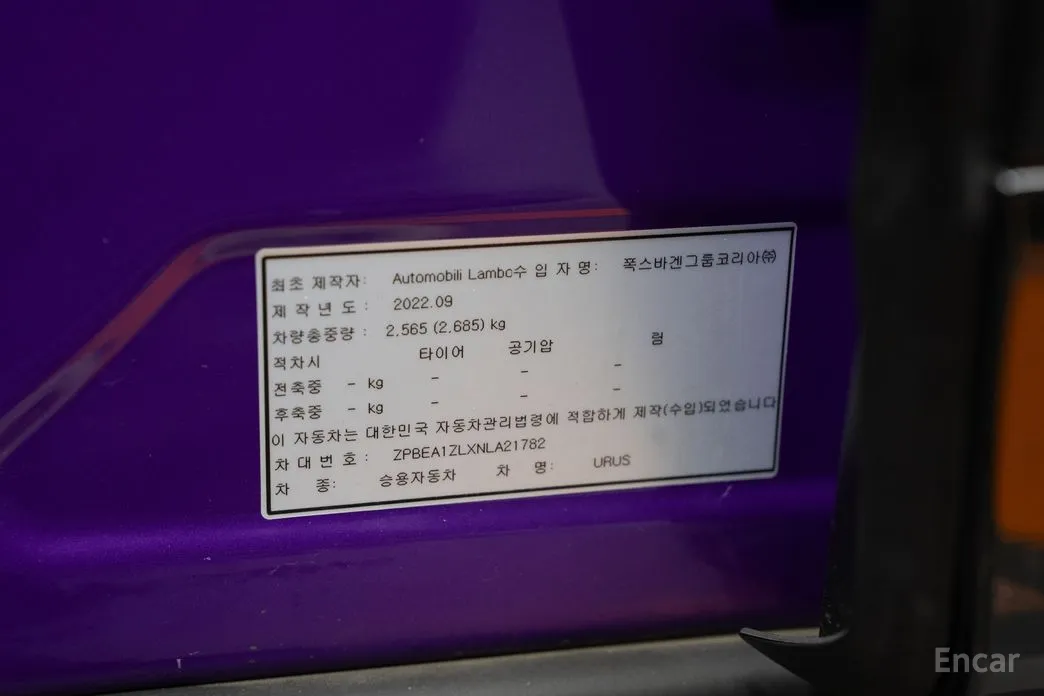 최초 제작자: Automobili Lambo수 입 자 명: 폭스바겐그룹코리아㈜
제 작 년 도 : 2022.09
차량총중량 : 2,565 (2,685) kg
적차시 타이어 공기압 림
전축중 - kg - - -
후축중 - kg - - -
이 자동차는 대한민국 자동차관리법령에 적합하게 제작(수입)되었습니다
차 대 번 호 : ZPBEA1ZLXNLA21782
차 종: 승용자동차 차 명: URUS
Encar